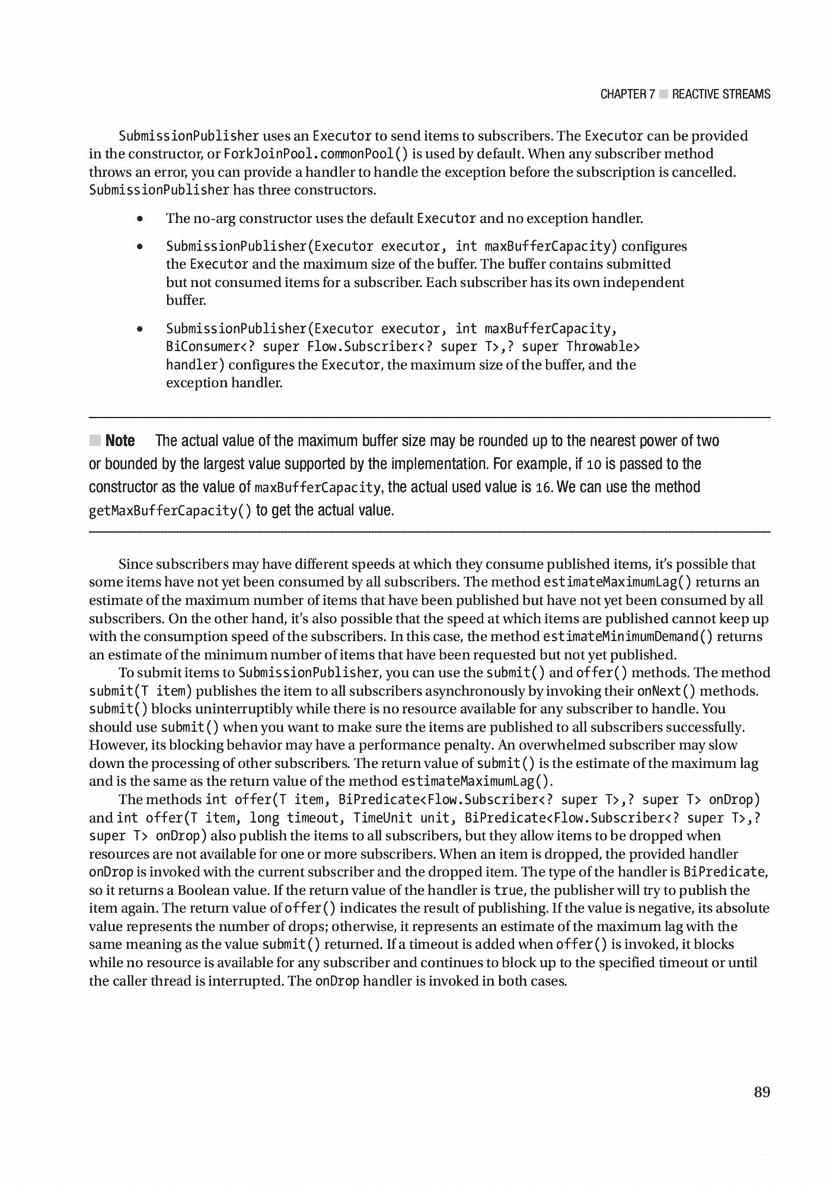 CHAPTER 7 ■ REACTIVE STREAMS
SubmissionPublisher uses an Executor to send items to subscribers. The Executor can be provided
in the constructor, or ForkJoinPool.commonPool() is used by default. When any subscriber method
throws an error, you can provide a handler to handle the exception before the subscription is cancelled.
SubmissionPublisher has three constructors.
• The no-arg constructor uses the default Executor and no exception handler.
• SubmissionPublisher(Executor executor, int maxBufferCapacity) configures
the Executor and the maximum size of the buffer. The buffer contains submitted
but not consumed items for a subscriber. Each subscriber has its own independent
buffer.
• SubmissionPublisher(Executor executor, int maxBufferCapacity,
BiConsumer<? super Flow.Subscriber<? super T>,? super Throwable>
handler) configures the Executor, the maximum size of the buffer, and the
exception handler.
■ Note The actual value of the maximum buffer size may be rounded up to the nearest power of two
or bounded by the largest value supported by the implementation. For example, if 10 is passed to the
constructor as the value of maxBufferCapacity, the actual used value is 16. We can use the method
getMaxBufferCapacity() to get the actual value.
Since subscribers may have different speeds at which they consume published items, it's possible that
some items have not yet been consumed by all subscribers. The method estimateMaximumLag() returns an
estimate of the maximum number of items that have been published but have not yet been consumed by all
subscribers. On the other hand, it's also possible that the speed at which items are published cannot keep up
with the consumption speed of the subscribers. In this case, the method estimateMinimumDemand() returns
an estimate of the minimum number of items that have been requested but not yet published.
To submit items to SubmissionPublisher, you can use the submit() and offer() methods. The method
submit(T item) publishes the item to all subscribers asynchronously by invoking their onNext() methods.
submit() blocks uninterruptibly while there is no resource available for any subscriber to handle. You
should use submit() when you want to make sure the items are published to all subscribers successfully.
However, its blocking behavior may have a performance penalty. An overwhelmed subscriber may slow
down the processing of other subscribers. The return value of submit() is the estimate of the maximum lag
and is the same as the return value of the method estimateMaximumLag().
The methods int offer(T item, BiPredicate<Flow.Subscriber<? super T>,? super T> onDrop)
and int offer(T item, long timeout, TimeUnit unit, BiPredicate<Flow.Subscriber<? super T>,?
super T> onDrop) also publish the items to all subscribers, but they allow items to be dropped when
resources are not available for one or more subscribers. When an item is dropped, the provided handler
onDrop is invoked with the current subscriber and the dropped item. The type of the handler is BiPredicate,
so it returns a Boolean value. If the return value of the handler is true, the publisher will try to publish the
item again. The return value of offer() indicates the result of publishing. If the value is negative, its absolute
value represents the number of drops; otherwise, it represents an estimate of the maximum lag with the
same meaning as the value submit() returned. If a timeout is added when offer() is invoked, it blocks
while no resource is available for any subscriber and continues to block up to the specified timeout or until
the caller thread is interrupted. The onDrop handler is invoked in both cases.
89